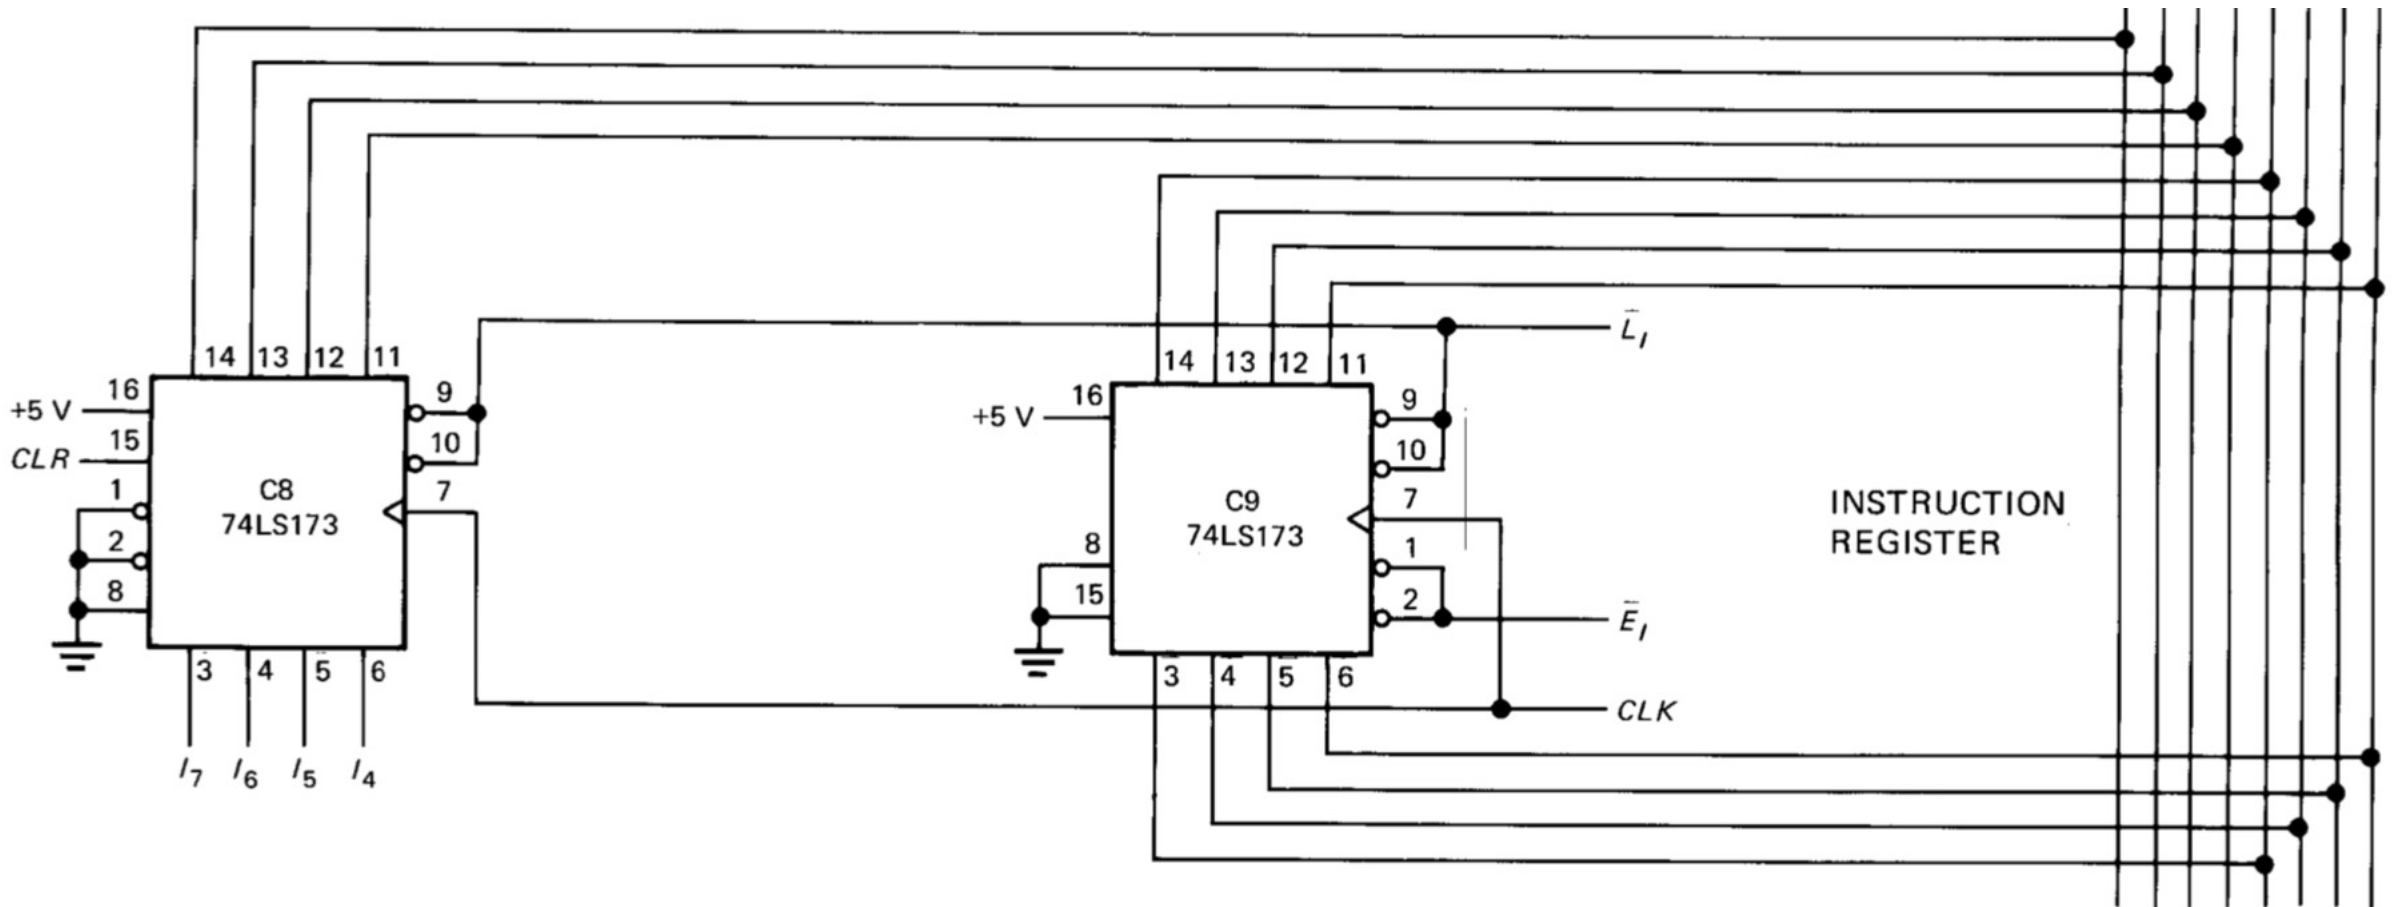 L̄I
14 13 12 11
14 13 12 11
16 9
+5 V
10
15
CLR
7
1
C8
74LS173
2
8
3 4 5 6
I7 I6 I5 I4
16 9
+5 V
10
7
C9
74LS173
8
1
15
2
ĒI
3 4 5 6
CLK
INSTRUCTION
REGISTER